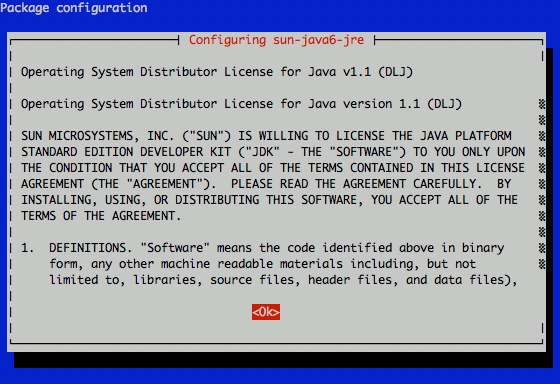 Package configuration
Configuring sun-java6-jre
Operating System Distributor License for Java v1.1 (DLJ)
Operating System Distributor License for Java version 1.1 (DLJ)
SUN MICROSYSTEMS, INC. ("SUN") IS WILLING TO LICENSE THE JAVA PLATFORM
STANDARD EDITION DEVELOPER KIT ("JDK" - THE "SOFTWARE") TO YOU ONLY UPON
THE CONDITION THAT YOU ACCEPT ALL OF THE TERMS CONTAINED IN THIS LICENSE
AGREEMENT (THE "AGREEMENT").  PLEASE READ THE AGREEMENT CAREFULLY.  BY
INSTALLING, USING, OR DISTRIBUTING THIS SOFTWARE, YOU ACCEPT ALL OF THE
TERMS OF THE AGREEMENT.
1.  DEFINITIONS. "Software" means the code identified above in binary
form, any other machine readable materials including, but not
limited to, libraries, source files, header files, and data files),
<Ok>